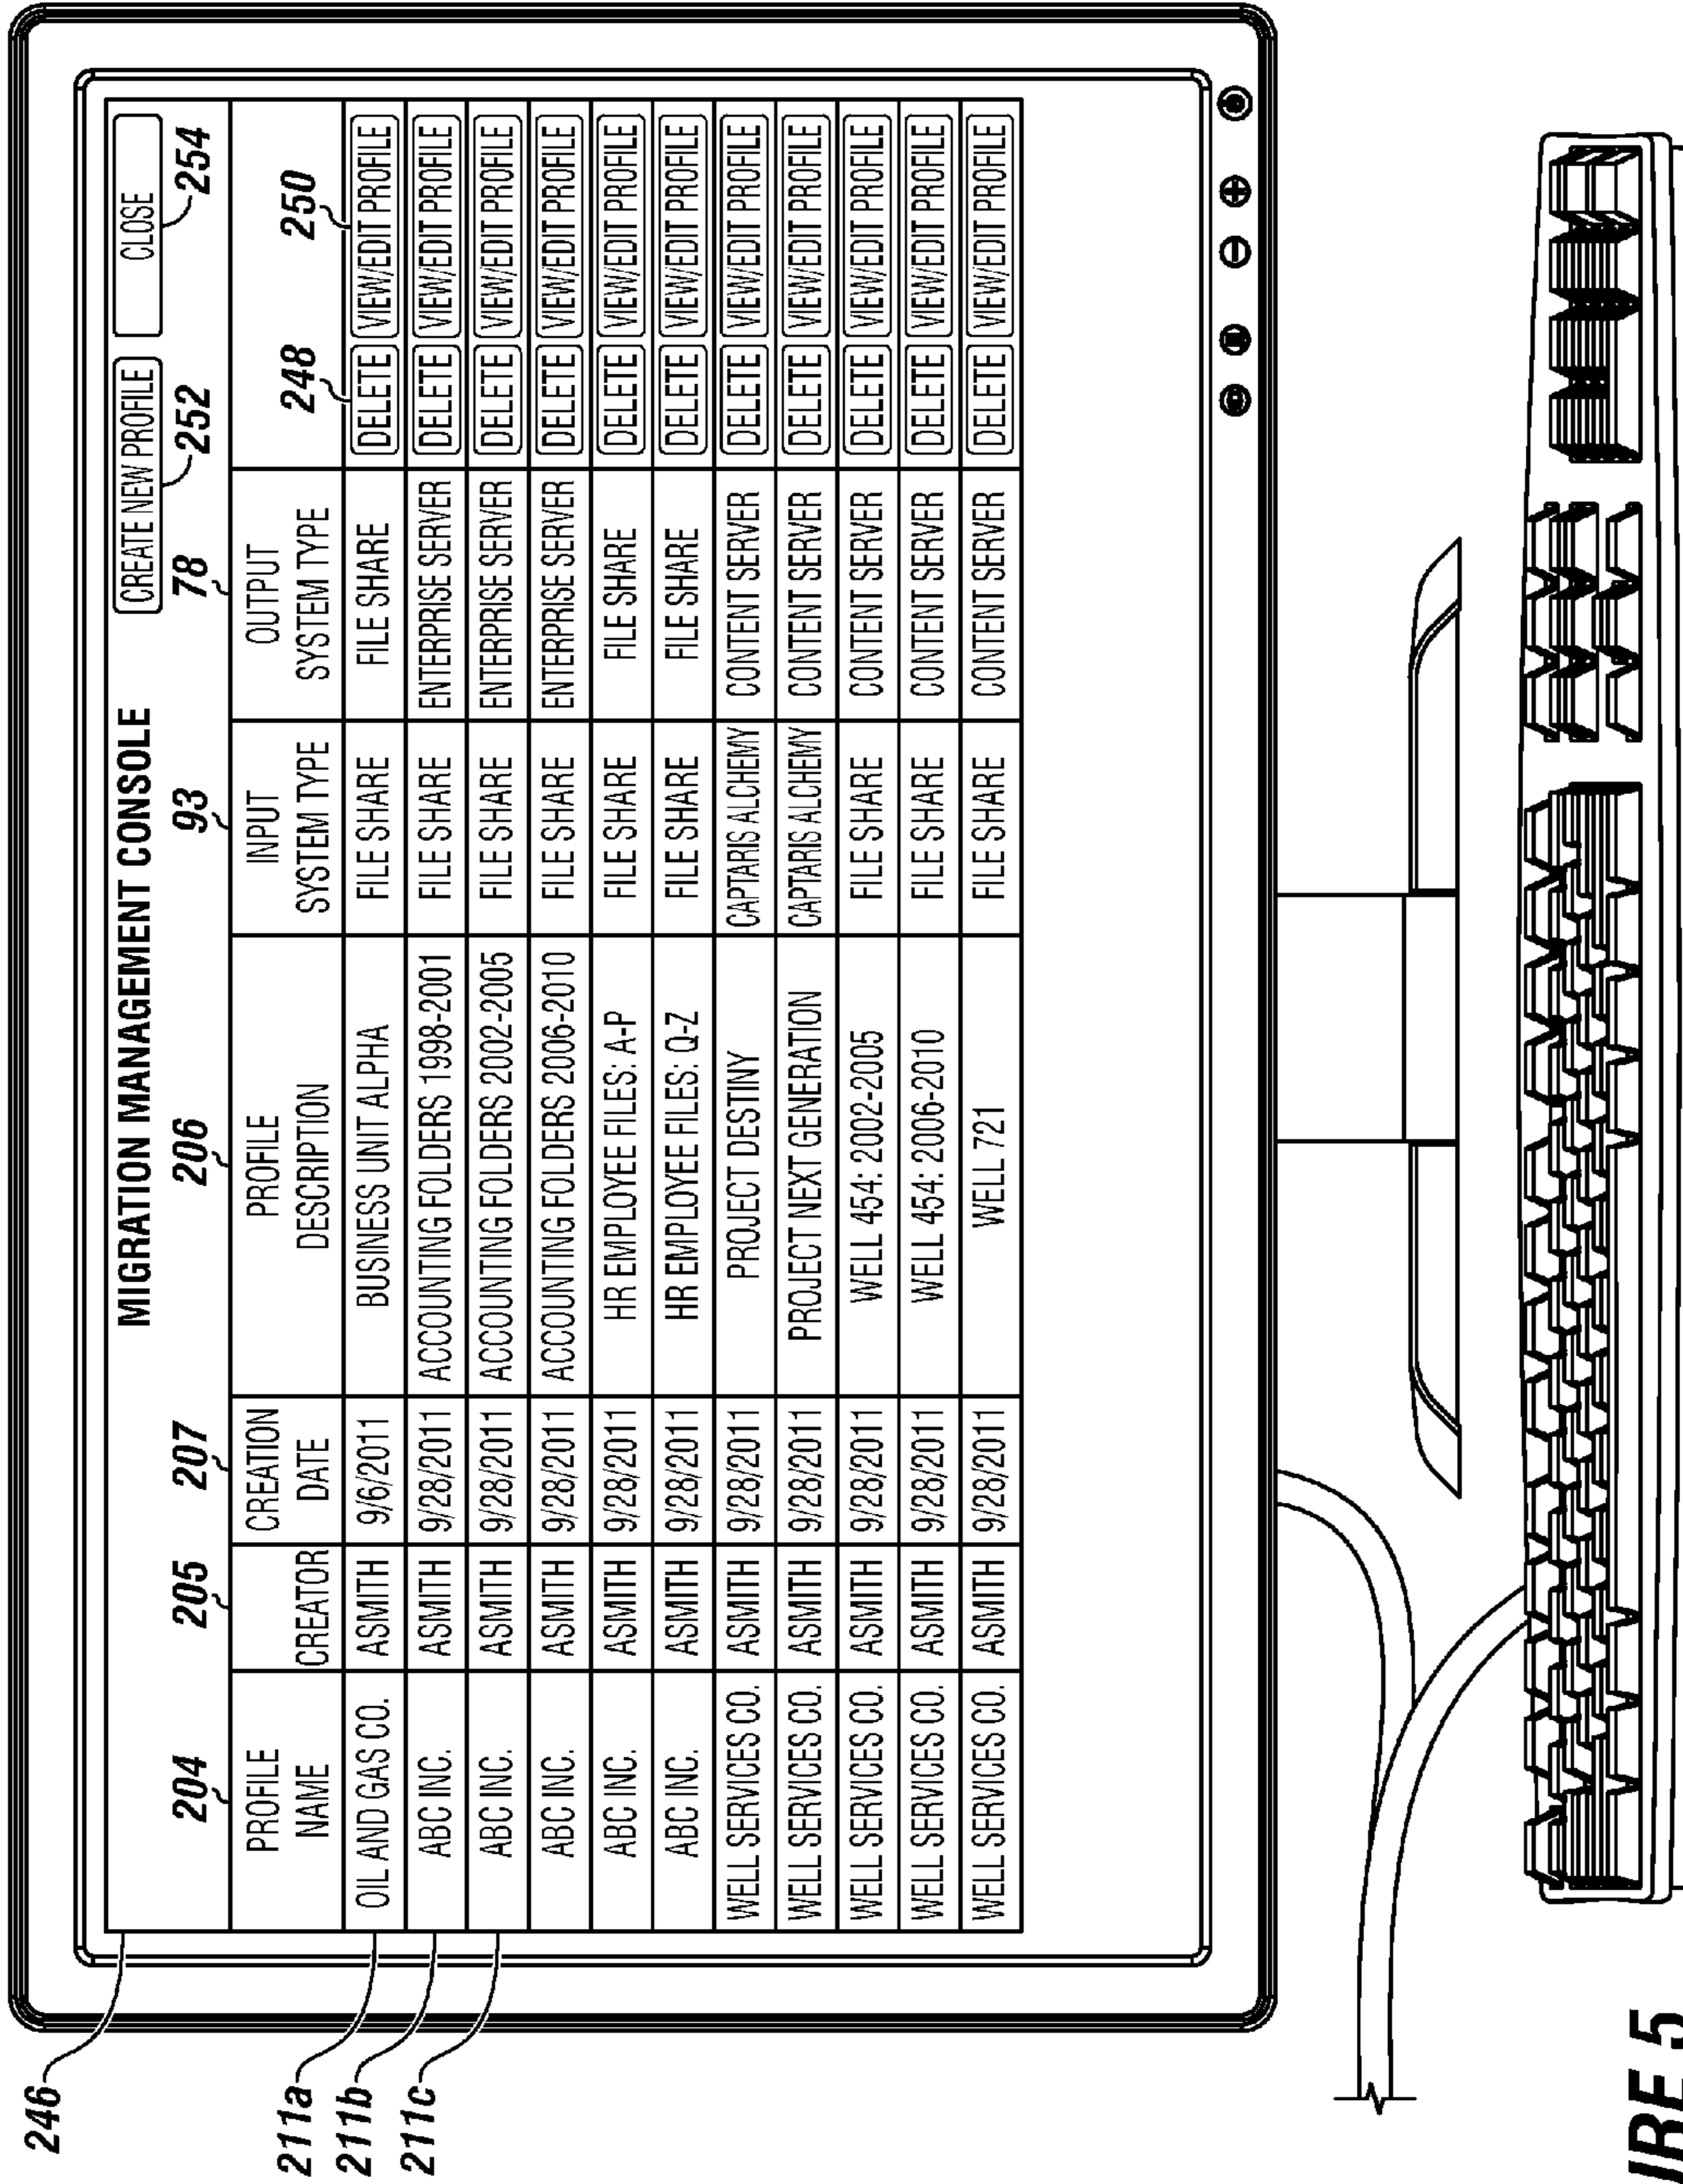 246
MIGRATION MANAGEMENT CONSOLE
CREATE NEW PROFILE
CLOSE
252
254
204
205
207
206
93
78
248
250
PROFILE NAME CREATOR CREATION DATE PROFILE DESCRIPTION INPUT SYSTEM TYPE OUTPUT SYSTEM TYPE
211a
OIL AND GAS CO. ASMITH 9/6/2011 BUSINESS UNIT ALPHA FILE SHARE FILE SHARE DELETE VIEW/EDIT PROFILE
211b
ABC INC. ASMITH 9/28/2011 ACCOUNTING FOLDERS 1998-2001 FILE SHARE ENTERPRISE SERVER DELETE VIEW/EDIT PROFILE
211c
ABC INC. ASMITH 9/28/2011 ACCOUNTING FOLDERS 2002-2005 FILE SHARE ENTERPRISE SERVER DELETE VIEW/EDIT PROFILE
ABC INC. ASMITH 9/28/2011 ACCOUNTING FOLDERS 2006-2010 FILE SHARE ENTERPRISE SERVER DELETE VIEW/EDIT PROFILE
ABC INC. ASMITH 9/28/2011 HR EMPLOYEE FILES: A-P FILE SHARE FILE SHARE DELETE VIEW/EDIT PROFILE
ABC INC. ASMITH 9/28/2011 HR EMPLOYEE FILES: Q-Z FILE SHARE FILE SHARE DELETE VIEW/EDIT PROFILE
WELL SERVICES CO. ASMITH 9/28/2011 PROJECT DESTINY CAPTARIS ALCHEMY CONTENT SERVER DELETE VIEW/EDIT PROFILE
WELL SERVICES CO. ASMITH 9/28/2011 PROJECT NEXT GENERATION CAPTARIS ALCHEMY CONTENT SERVER DELETE VIEW/EDIT PROFILE
WELL SERVICES CO. ASMITH 9/28/2011 WELL 454: 2002-2005 FILE SHARE CONTENT SERVER DELETE VIEW/EDIT PROFILE
WELL SERVICES CO. ASMITH 9/28/2011 WELL 454: 2006-2010 FILE SHARE CONTENT SERVER DELETE VIEW/EDIT PROFILE
WELL SERVICES CO. ASMITH 9/28/2011 WELL 721 FILE SHARE CONTENT SERVER DELETE VIEW/EDIT PROFILE
URE 5